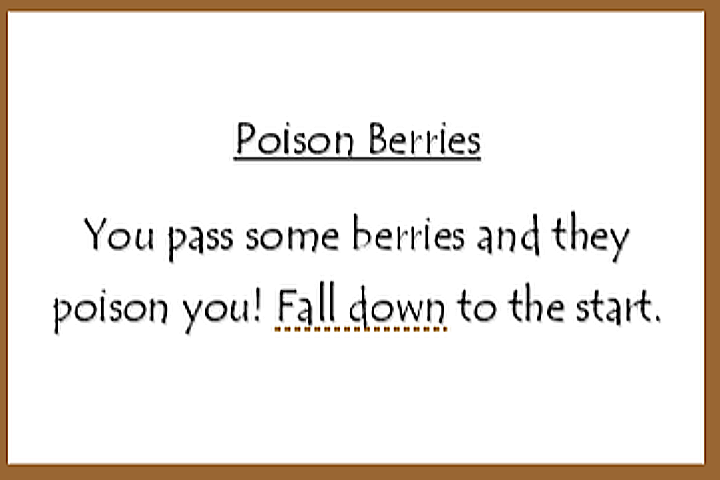 Poison Berries
You pass some berries and they
poison you! Fall down to the start.